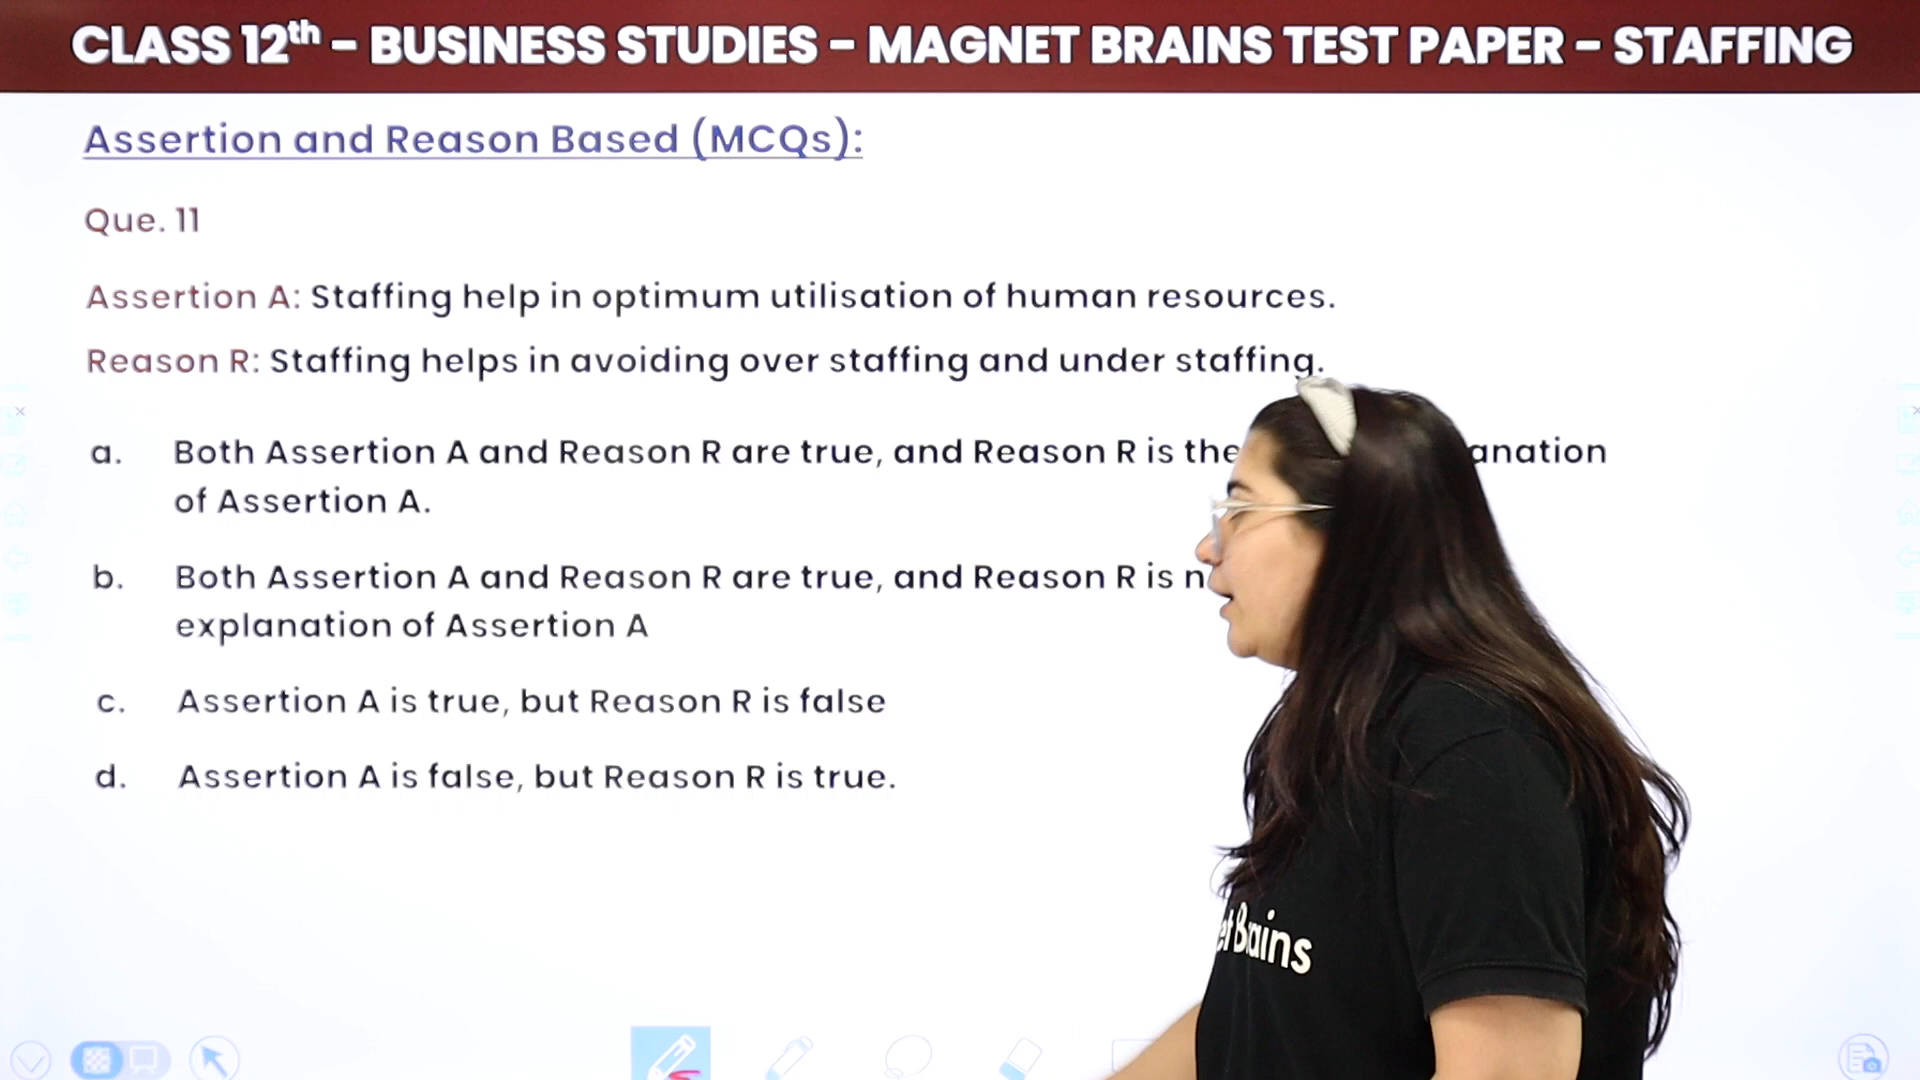 CLASS 12th - BUSINESS STUDIES - MAGNET BRAINS TEST PAPER - STAFFING
Assertion and Reason Based (MCQs):
Que. 11
Assertion A: Staffing help in optimum utilisation of human resources.
Reason R: Staffing helps in avoiding over staffing and under staffing.
a. Both Assertion A and Reason R are true, and Reason R is the
of Assertion A.
b. Both Assertion A and Reason R are true, and Reason R is
explanation of Assertion A
c. Assertion A is true, but Reason R is false
d. Assertion A is false, but Reason R is true.
Brains